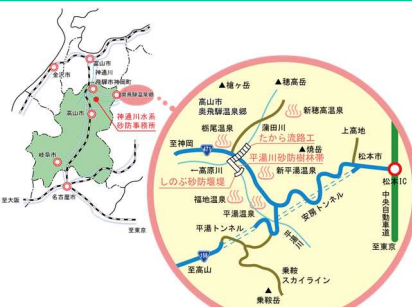 富山市
金沢市
神通川
飛騨市神岡町
奥飛騨温泉郷
神通川水系
砂防事務所
高山市
岐阜市
名古屋市
至大阪
至東京
▲槍ヶ岳
▲穂高岳
高山市
奥飛騨温泉郷
新穂高温泉
栃尾温泉
蒲田川
たから流路工
上高地
至神岡
471
▲焼岳
平湯川砂防樹林帯
松本市
←高原川
新平湯温泉
松本IC
しのぶ砂防堰堤
福地温泉
安房トンネル
中央自動車道
平湯温泉
平湯トンネル
平湯川
至東京
158
至高山
乗鞍
スカイライン
▲
乗鞍岳